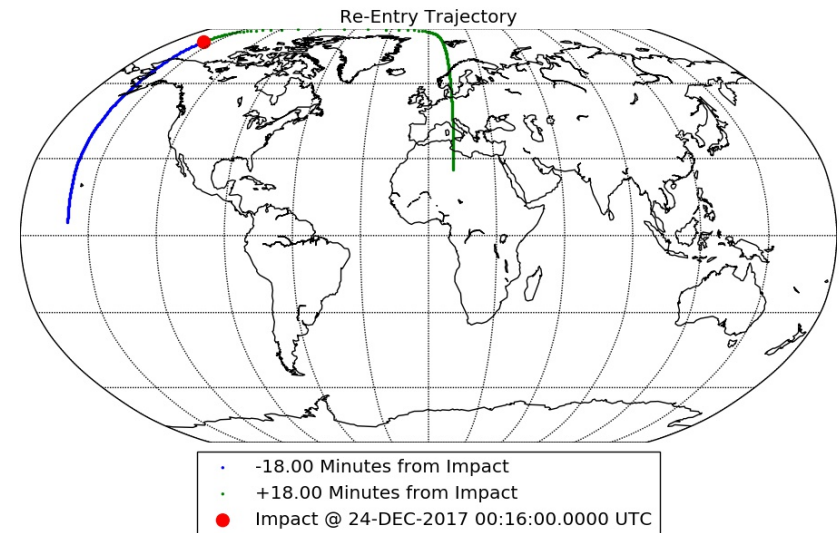 Re-Entry Trajectory
-18.00 Minutes from Impact
+18.00 Minutes from Impact
Impact @ 24-DEC-2017 00:16:00.0000 UTC